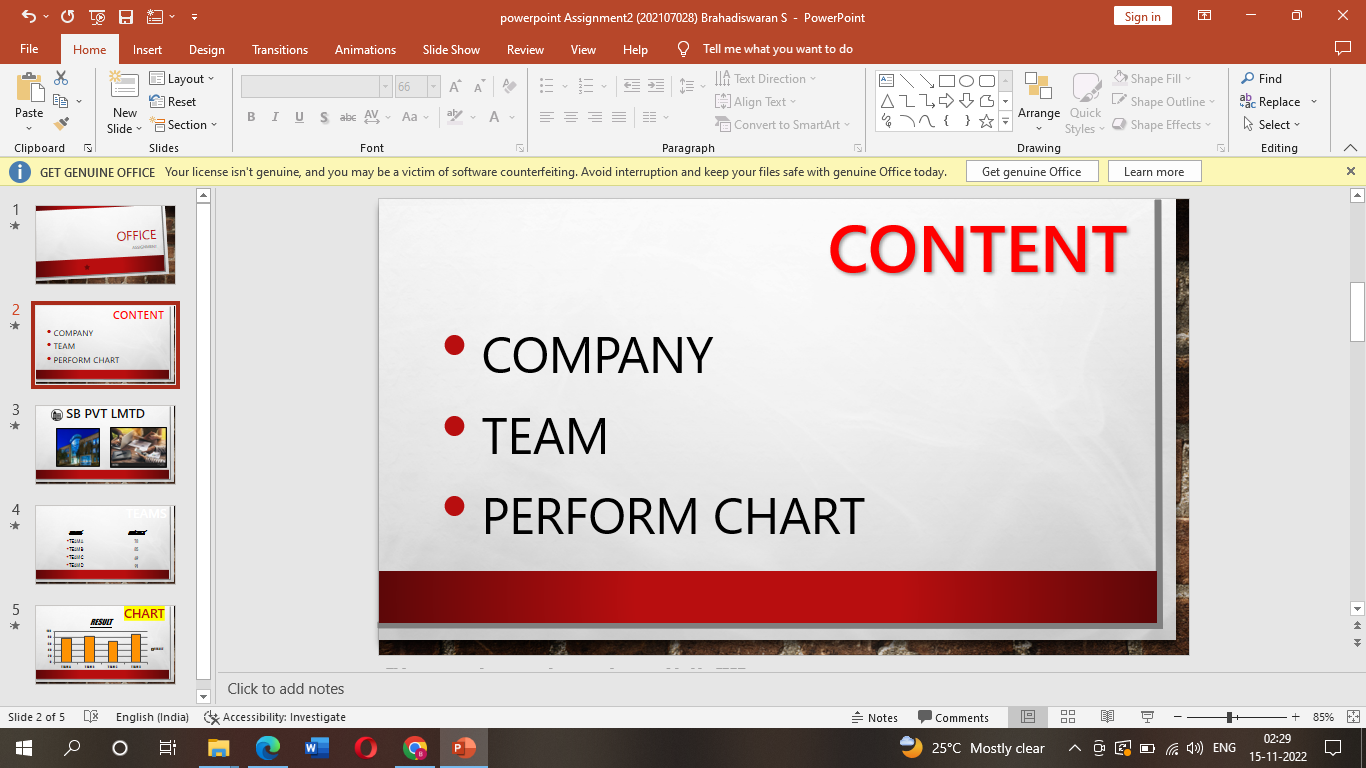 powerpoint Assignment2 (202107028) Brahadiswaran S - PowerPoint
Sign in
File Home Insert Design Transitions Animations Slide Show Review View Help Tell me what you want to do
Paste
Clipboard
New Slide
Layout
Reset
Section
Slides
66
B I U S abc AV Aa A
Font
Text Direction
Align Text
Convert to SmartArt
Paragraph
Arrange
Quick Styles
Shape Fill
Shape Outline
Shape Effects
Drawing
Find
Replace
Select
Editing
GET GENUINE OFFICE Your license isn't genuine, and you may be a victim of software counterfeiting. Avoid interruption and keep your files safe with genuine Office today.
Get genuine Office
Learn more
1
OFFICE
2
CONTENT
COMPANY
TEAM
PERFORM CHART
3
SB PVT LMTD
4
TEAMS
TEAM A
TEAM B
TEAM C
TEAM D
5
CHART
RESULT
CONTENT
COMPANY
TEAM
PERFORM CHART
Click to add notes
Slide 2 of 5 English (India) Accessibility: Investigate Notes Comments 85%
25°C Mostly clear ENG 02:29
15-11-2022